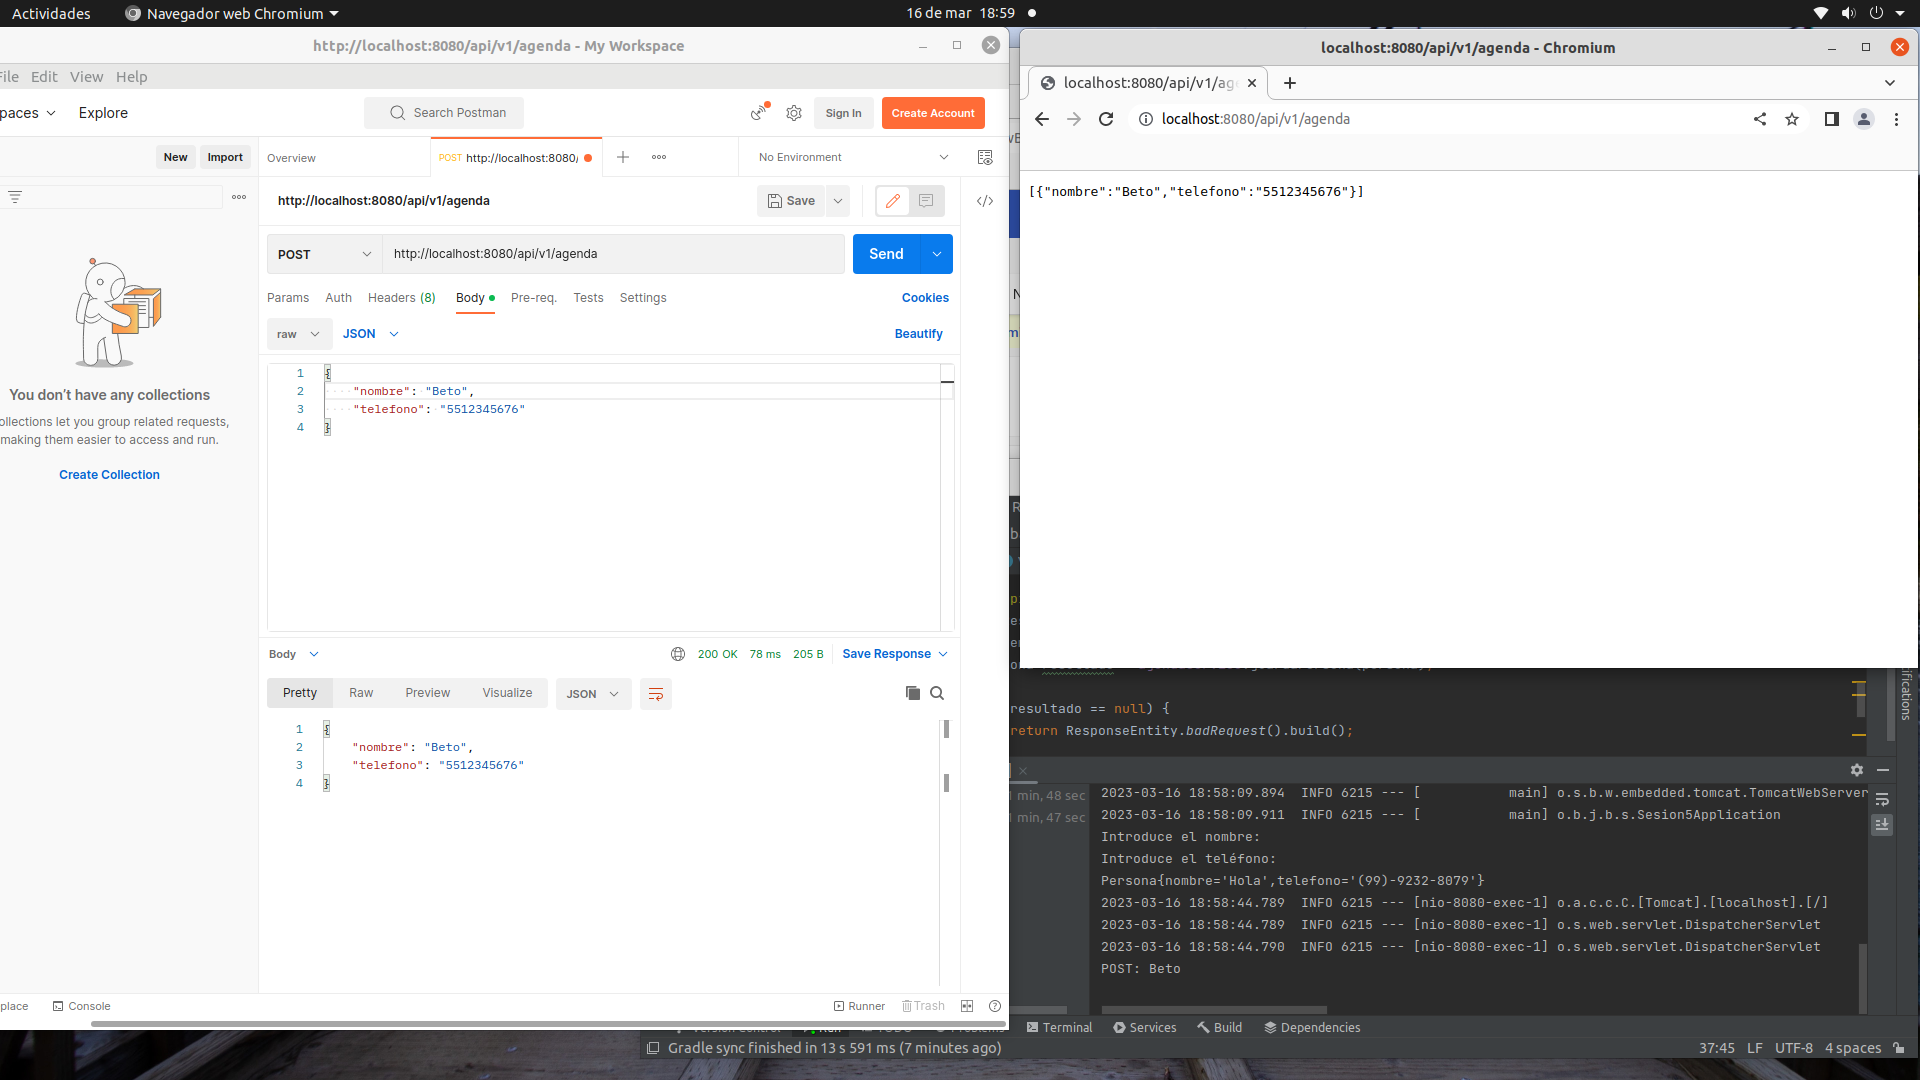 Actividades
Navegador web Chromium
16 de mar 18:59
http://localhost:8080/api/v1/agenda - My Workspace
File Edit View Help
paces
Explore
Search Postman
Sign In
Create Account
New
Import
Overview
POST http://localhost:8080/
No Environment
http://localhost:8080/api/v1/agenda
Save
POST
http://localhost:8080/api/v1/agenda
Send
Params
Auth
Headers (8)
Body
Pre-req.
Tests
Settings
Cookies
raw
JSON
Beautify
1 {
2 "nombre": "Beto",
3 "telefono": "5512345676"
4 }
You don't have any collections
ollections let you group related requests,
making them easier to access and run.
Create Collection
Body
200 OK 78 ms 205 B
Save Response
Pretty
Raw
Preview
Visualize
JSON
1 {
2 "nombre": "Beto",
3 "telefono": "5512345676"
4 }
place
Console
Runner
Trash
localhost:8080/api/v1/agenda - Chromium
localhost:8080/api/v1/age
localhost:8080/api/v1/agenda
[{"nombre":"Beto","telefono":"5512345676"}]
ifications
resultado == null) {
return ResponseEntity.badRequest().build();
1 min, 48 sec
1 min, 47 sec
2023-03-16 18:58:09.894 INFO 6215 --- [ main] o.s.b.w.embedded.tomcat.TomcatWebServer
2023-03-16 18:58:09.911 INFO 6215 --- [ main] o.b.j.b.s.Sesion5Application
Introduce el nombre:
Introduce el teléfono:
Persona{nombre='Hola',telefono='(99)-9232-8079'}
2023-03-16 18:58:44.789 INFO 6215 --- [nio-8080-exec-1] o.a.c.c.C.[Tomcat].[localhost].[/]
2023-03-16 18:58:44.789 INFO 6215 --- [nio-8080-exec-1] o.s.web.servlet.DispatcherServlet
2023-03-16 18:58:44.790 INFO 6215 --- [nio-8080-exec-1] o.s.web.servlet.DispatcherServlet
POST: Beto
Terminal
Services
Build
Dependencies
Gradle sync finished in 13 s 591 ms (7 minutes ago)
37:45 LF UTF-8 4 spaces